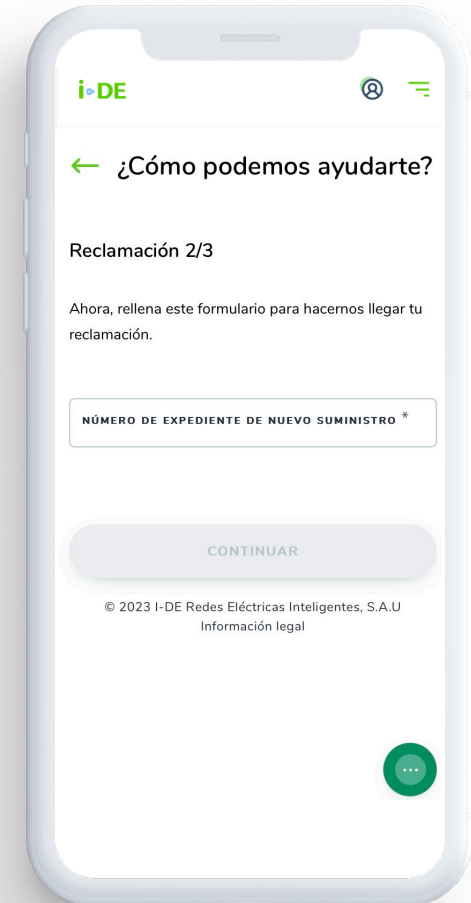 i-DE
¿Cómo podemos ayudarte?
Reclamación 2/3
Ahora, rellena este formulario para hacernos llegar tu
reclamación.
NÚMERO DE EXPEDIENTE DE NUEVO SUMINISTRO *
CONTINUAR
© 2023 I-DE Redes Eléctricas Inteligentes, S.A.U
Información legal